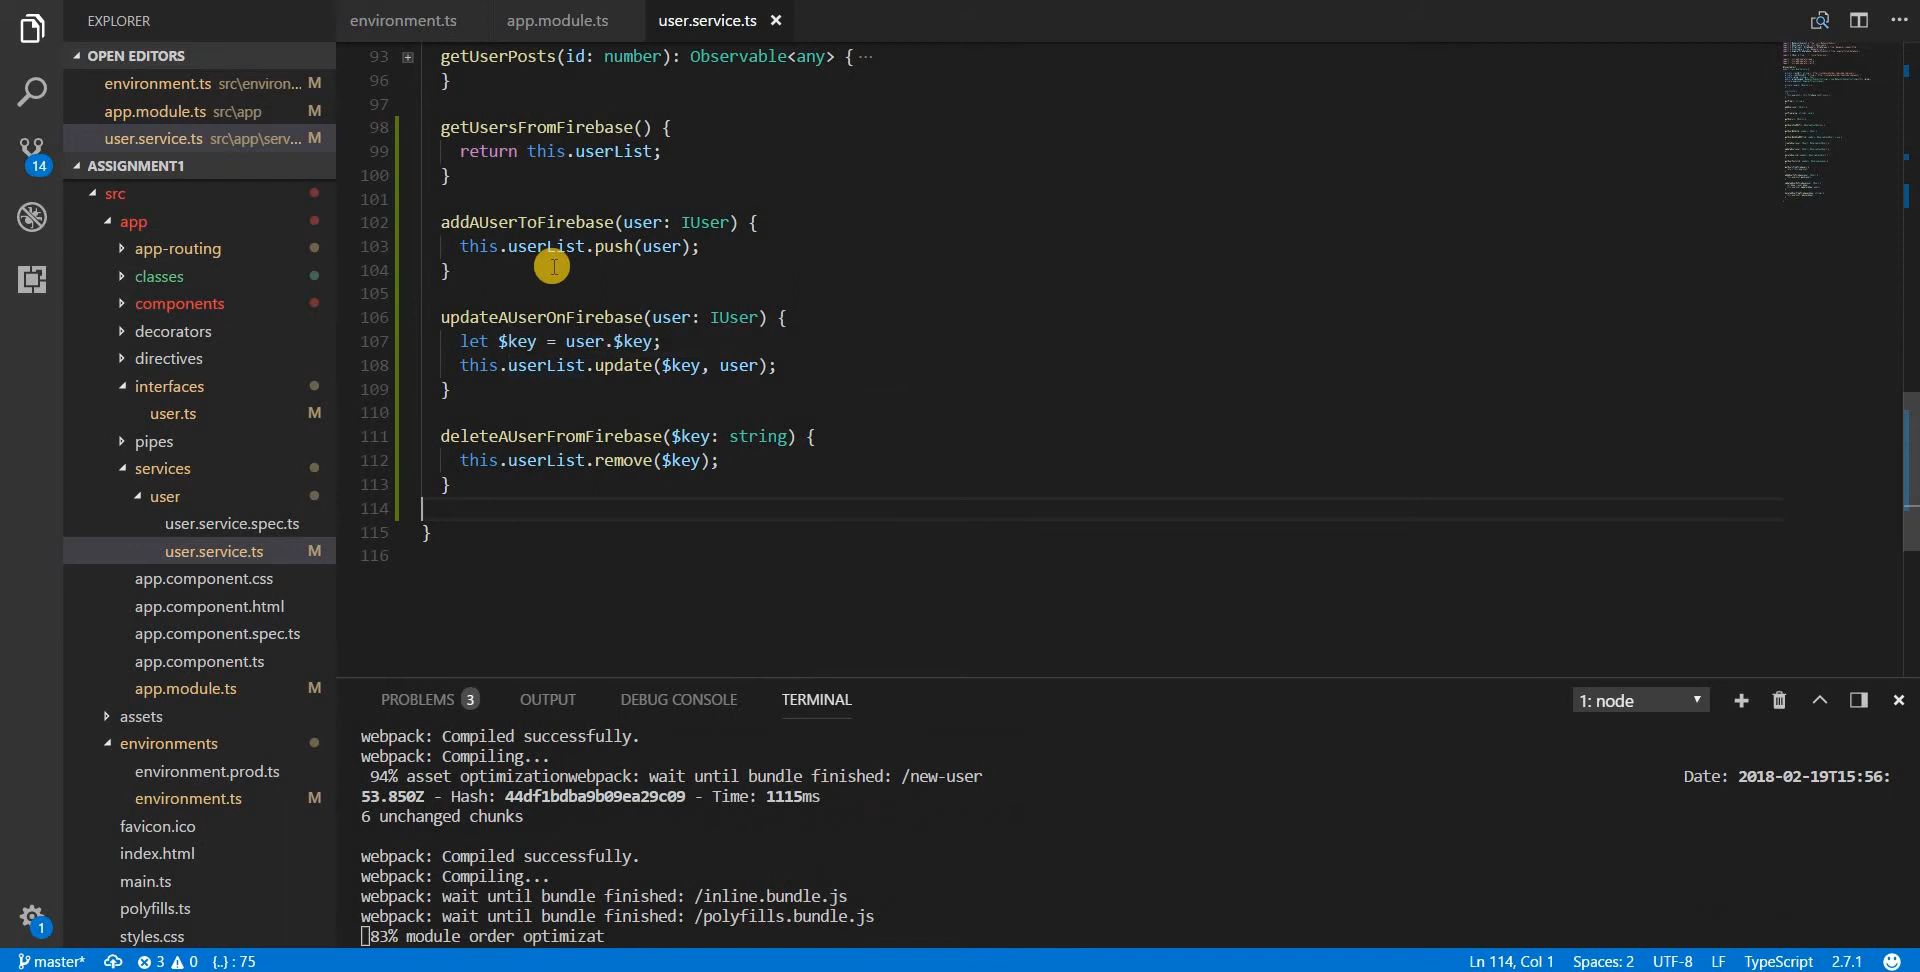 EXPLORER
OPEN EDITORS
environment.ts src\environ... M
app.module.ts src\app M
user.service.ts src\app\serv... M
ASSIGNMENT1
src
app
app-routing
classes
components
decorators
directives
interfaces
user.ts M
pipes
services
user
user.service.spec.ts
user.service.ts M
app.component.css
app.component.html
app.component.spec.ts
app.component.ts
app.module.ts M
assets
environments
environment.prod.ts
environment.ts M
favicon.ico
index.html
main.ts
polyfills.ts
styles.css
14
1
environment.ts app.module.ts user.service.ts ×
93 getUserPosts(id: number): Observable<any> { ...
96 }
97
98 getUsersFromFirebase() {
99 return this.userList;
100 }
101
102 addAUserToFirebase(user: IUser) {
103 this.userList.push(user);
104 }
105
106 updateAUserOnFirebase(user: IUser) {
107 let $key = user.$key;
108 this.userList.update($key, user);
109 }
110
111 deleteAUserFromFirebase($key: string) {
112 this.userList.remove($key);
113 }
114
115 }
116
PROBLEMS 3 OUTPUT DEBUG CONSOLE TERMINAL 1: node
webpack: Compiled successfully.
webpack: Compiling...
94% asset optimizationwebpack: wait until bundle finished: /new-user Date: 2018-02-19T15:56:
53.850Z - Hash: 44df1bdba9b09ea29c09 - Time: 1115ms
6 unchanged chunks
webpack: Compiled successfully.
webpack: Compiling...
webpack: wait until bundle finished: /inline.bundle.js
webpack: wait until bundle finished: /polyfills.bundle.js
83% module order optimizat
master* 3 0 {..} : 75 Ln 114, Col 1 Spaces: 2 UTF-8 LF TypeScript 2.7.1